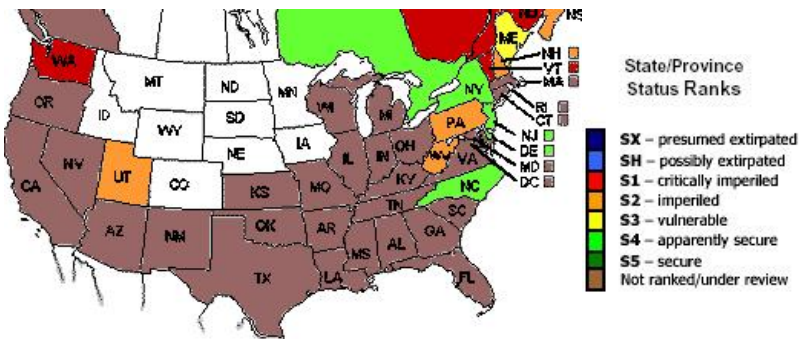 ME
NS
NH
VT
MA
WA
MT
ND
MN
OR
ID
SD
WI
MI
NY
WY
RI
CT
IA
PA
NE
NJ
NV
OH
DE
IL
IN
WV
UT
VA
MD
CO
DC
CA
KS
MO
KY
NC
TN
OK
AR
SC
AZ
NM
MS
AL
GA
TX
LA
FL
State/Province
Status Ranks
SX – presumed extirpated
SH – possibly extirpated
S1 – critically imperiled
S2 – imperiled
S3 – vulnerable
S4 – apparently secure
S5 – secure
Not ranked/under review